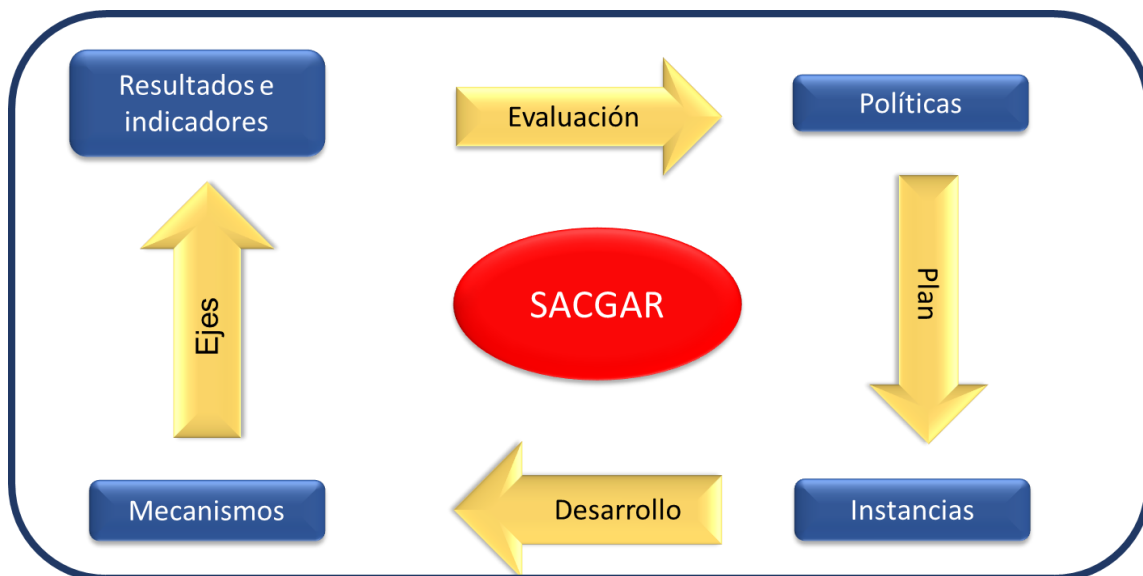 Resultados e
indicadores
Evaluación
Políticas
Ejes
SACGAR
Plan
Mecanismos
Desarrollo
Instancias